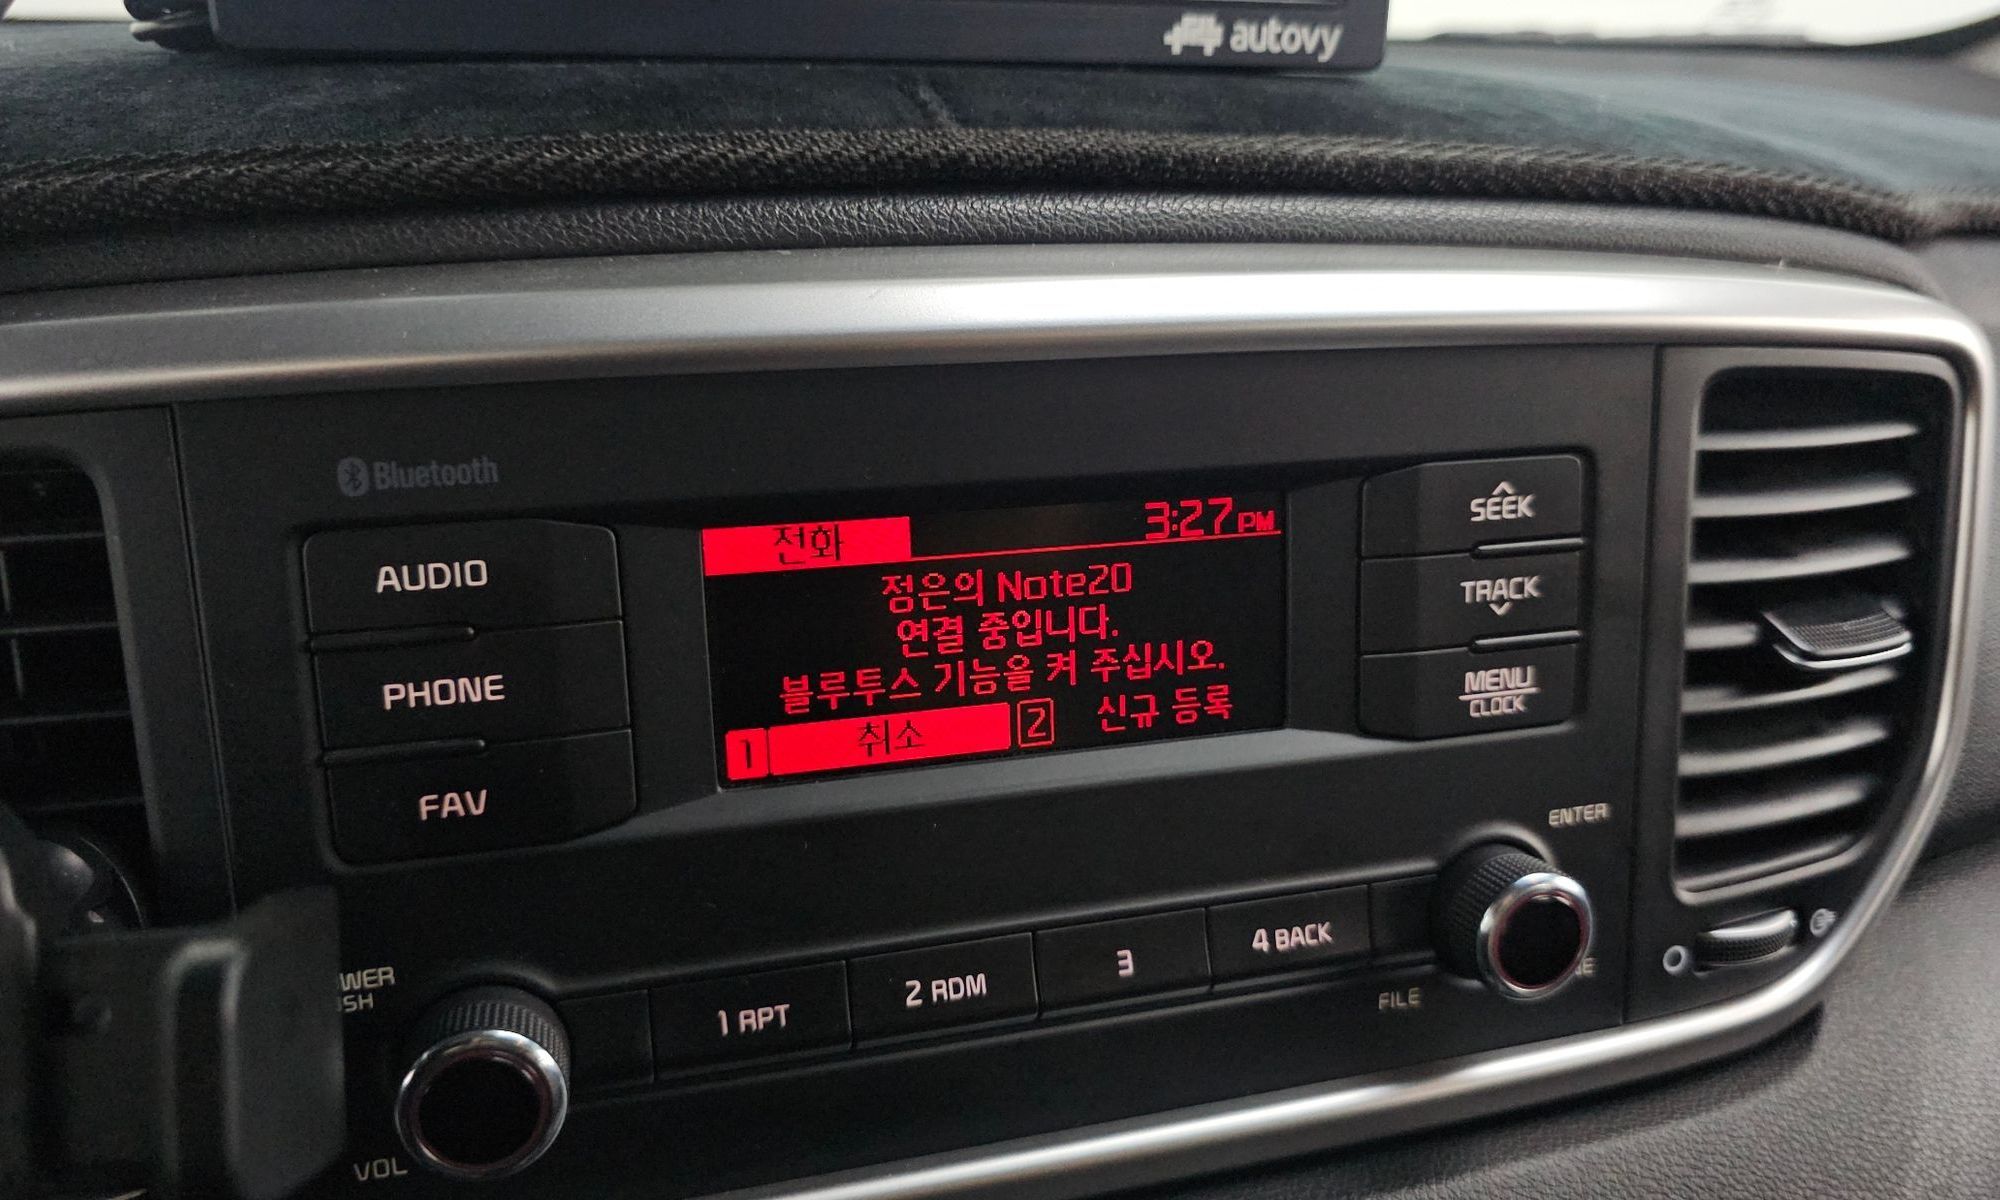 autovy
Bluetooth
AUDIO
PHONE
FAV
전화
3:27 PM
정은의 Note20
연결 중입니다.
블루투스 기능을 켜 주십시오.
1 취소 2 신규 등록
SEEK
TRACK
MENU
CLOCK
ENTER
VOL
1 RPT
2 RDM
3
4 BACK
FILE